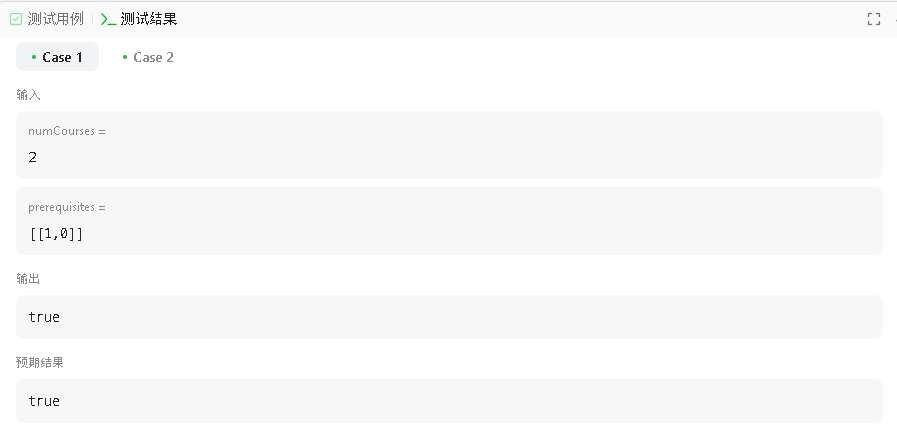 测试用例 测试结果
Case 1 Case 2
输入
numCourses =
2
prerequisites =
[[1,0]]
输出
true
预期结果
true